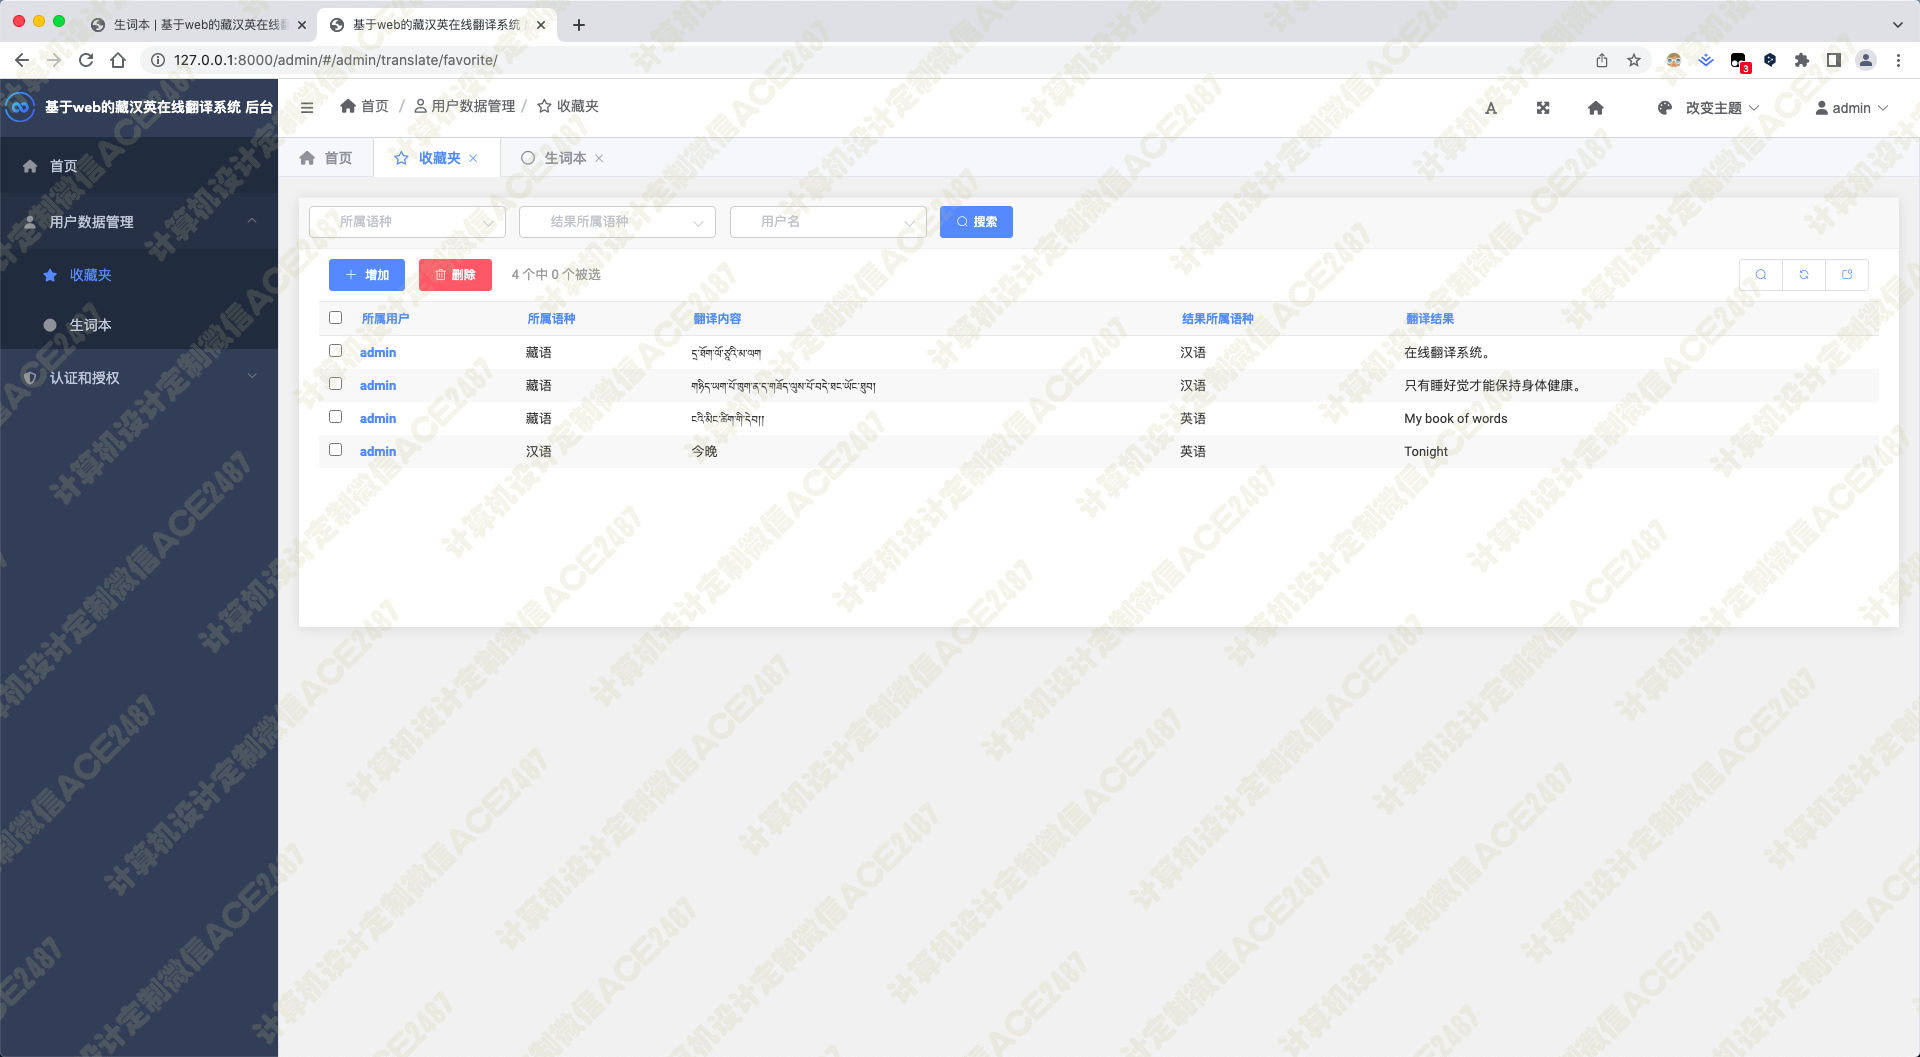 生词本 | 基于web的藏汉英在线翻
基于web的藏汉英在线翻译系统
127.0.0.1:8000/admin/#/admin/translate/favorite/
3
基于web的藏汉英在线翻译系统 后台
首页 / 用户数据管理 / 收藏夹
改变主题
admin
首页
用户数据管理
收藏夹
生词本
认证和授权
首页
收藏夹
生词本
所属语种
结果所属语种
用户名
搜索
增加
删除
4 个中 0 个被选
所属用户 所属语种 翻译内容 结果所属语种 翻译结果
admin 藏语 དྲ་ཐོག་ལོ་ཙཱའི་མ་ལག 汉语 在线翻译系统。
admin 藏语 གཉིད་ཡག་པོ་ཁུག་ན་ད་གཟོད་ལུས་པོ་བདེ་ཐང་ཡོང་ཐུབ། 汉语 只有睡好觉才能保持身体健康。
admin 藏语 ངའི་མིང་ཚིག་གི་དེབ།། 英语 My book of words
admin 汉语 今晚 英语 Tonight
计算机设计定制微信ACE2487